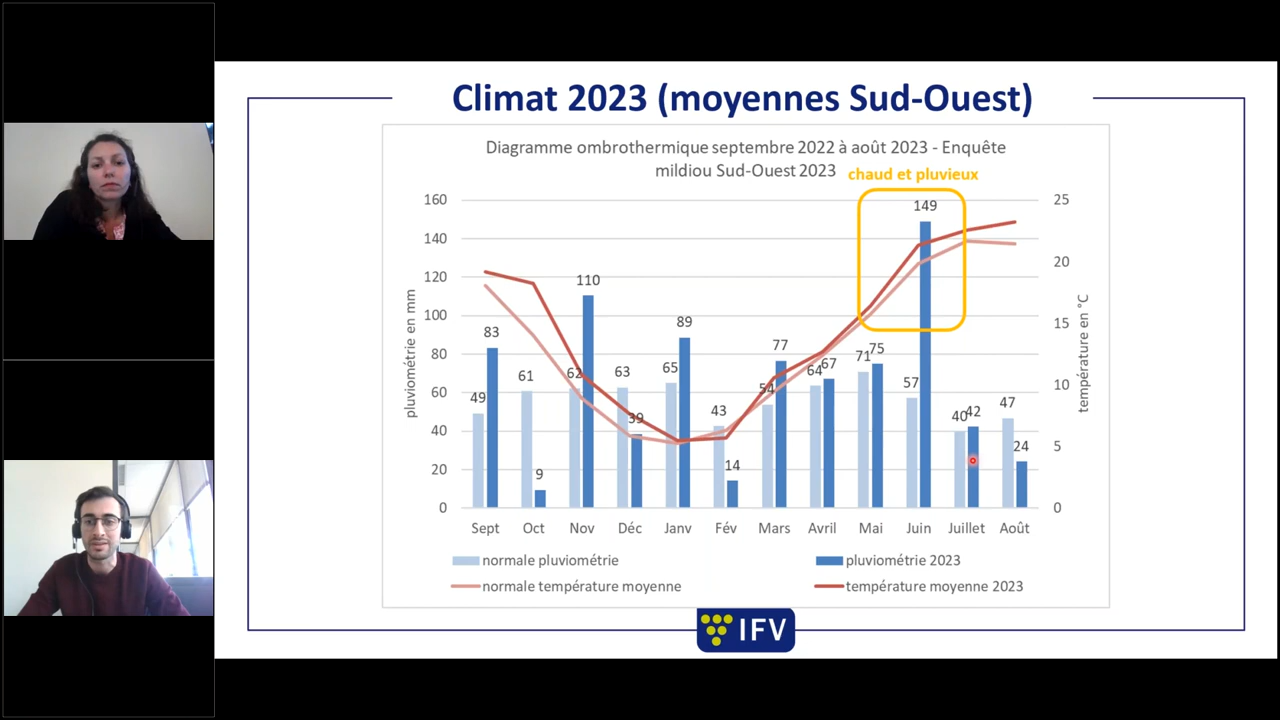 Climat 2023 (moyennes Sud-Ouest)
Diagramme ombrothermique septembre 2022 à août 2023 - Enquête
mildiou Sud-Ouest 2023
chaud et pluvieux
160
140
120
100
80
60
40
20
0
pluviométrie en mm
25
20
15
10
5
0
température en °C
49
83
61
9
62
110
63
39
65
89
43
14
54
77
64
67
71
75
57
149
40
42
47
24
Sept
Oct
Nov
Déc
Janv
Fév
Mars
Avril
Mai
Juin
Juillet
Août
normale pluviométrie
pluviométrie 2023
normale température moyenne
température moyenne 2023
IFV